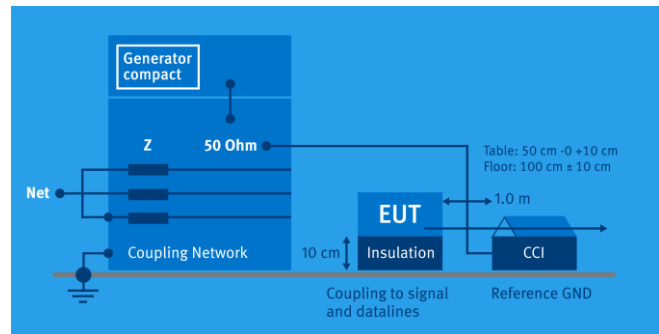 Generator
compact
Z
50 Ohm
Table: 50 cm -0 +10 cm
Floor: 100 cm ± 10 cm
Net
1.0 m
EUT
Coupling Network
10 cm
Insulation
CCI
Coupling to signal
and datalines
Reference GND